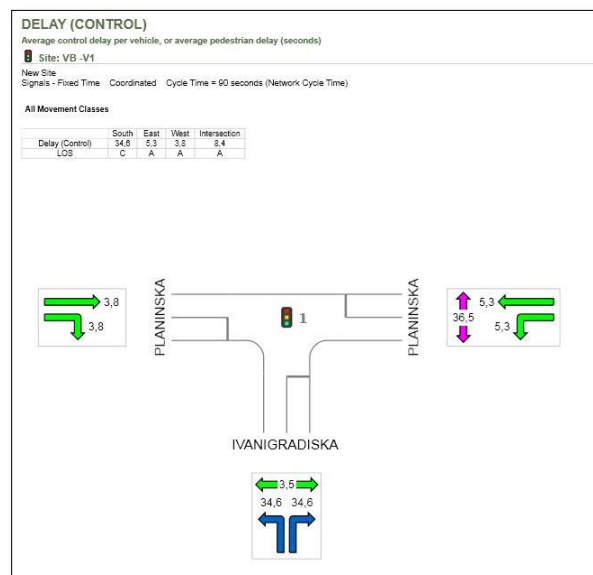 DELAY (CONTROL)
Average control delay per vehicle, or average pedestrian delay (seconds)
Site: VB -V1
New Site
Signals - Fixed Time Coordinated Cycle Time = 90 seconds (Network Cycle Time)
All Movement Classes
South East West Intersection
Delay (Control) 34,6 5,3 3,8 8,4
LOS C A A A
3,8
3,8
PLANINSKA
1
PLANINSKA
36,5
5,3
5,3
IVANIGRADISKA
3,5
34,6 34,6